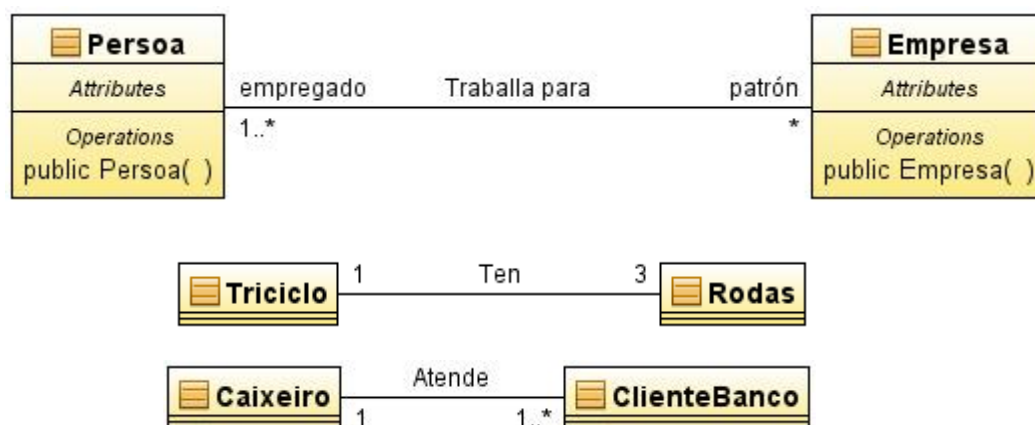 Persoa
Attributes
Operations
public Persoa( )
empregado
Traballa para
patrón
1..*
*
Empresa
Attributes
Operations
public Empresa( )
Triciclo
1
Ten
3
Rodas
Caixeiro
Atende
1
1..*
ClienteBanco